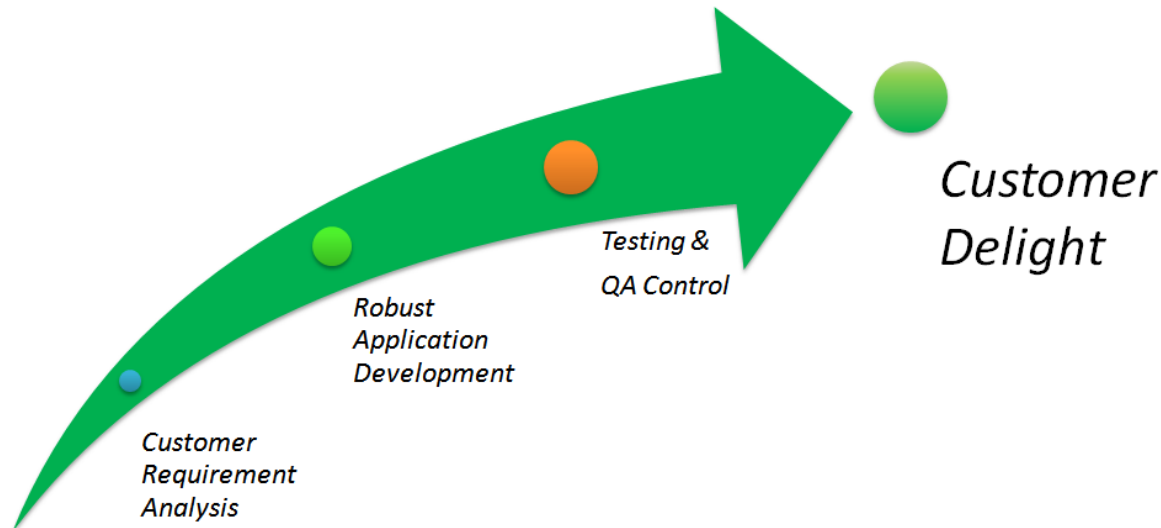 Customer
Requirement
Analysis
Robust
Application
Development
Testing &
QA Control
Customer
Delight